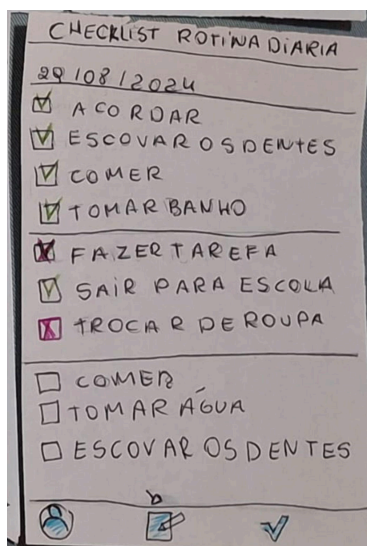 CHECKLIST ROTINA DIARIA
29/08/2024
ACORDAR
ESCOVAR OS DENTES
COMER
TOMAR BANHO
FAZER TAREFA
SAIR PARA ESCOLA
TROCAR DE ROUPA
COMER
TOMAR ÁGUA
ESCOVAR OS DENTES